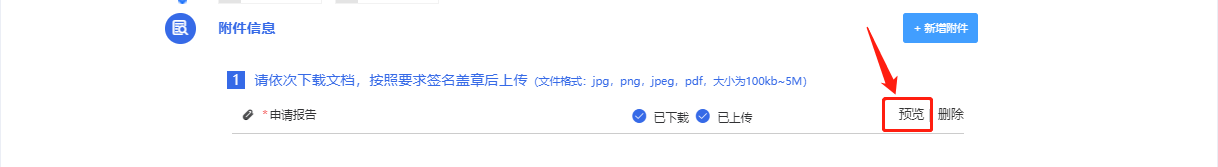 附件信息
+ 新增附件
1 请依次下载文档，按照要求签名盖章后上传（文件格式：jpg，png，jpeg，pdf，大小为100kb~5M）
*申请报告 已下载 已上传 预览 删除